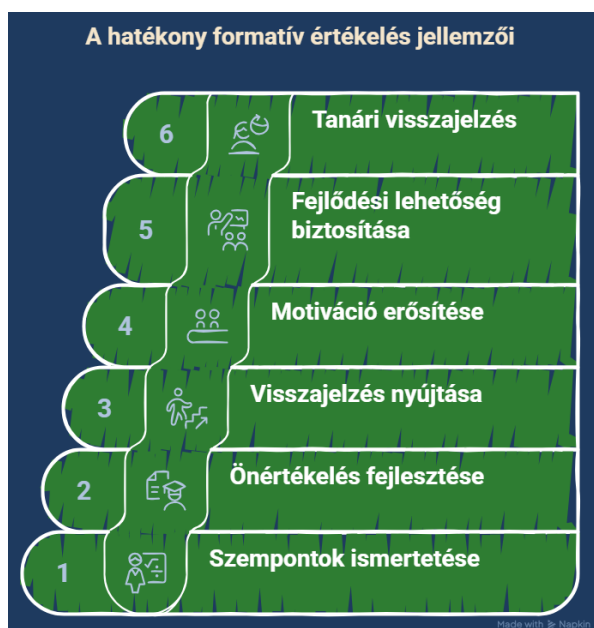 A hatékony formatív értékelés jellemzői
6
Tanári visszajelzés
5
Fejlődési lehetőség
biztosítása
4
Motiváció erősítése
3
Visszajelzés nyújtása
2
Önértékelés fejlesztése
1
Szempontok ismertetése
Made with Napkin